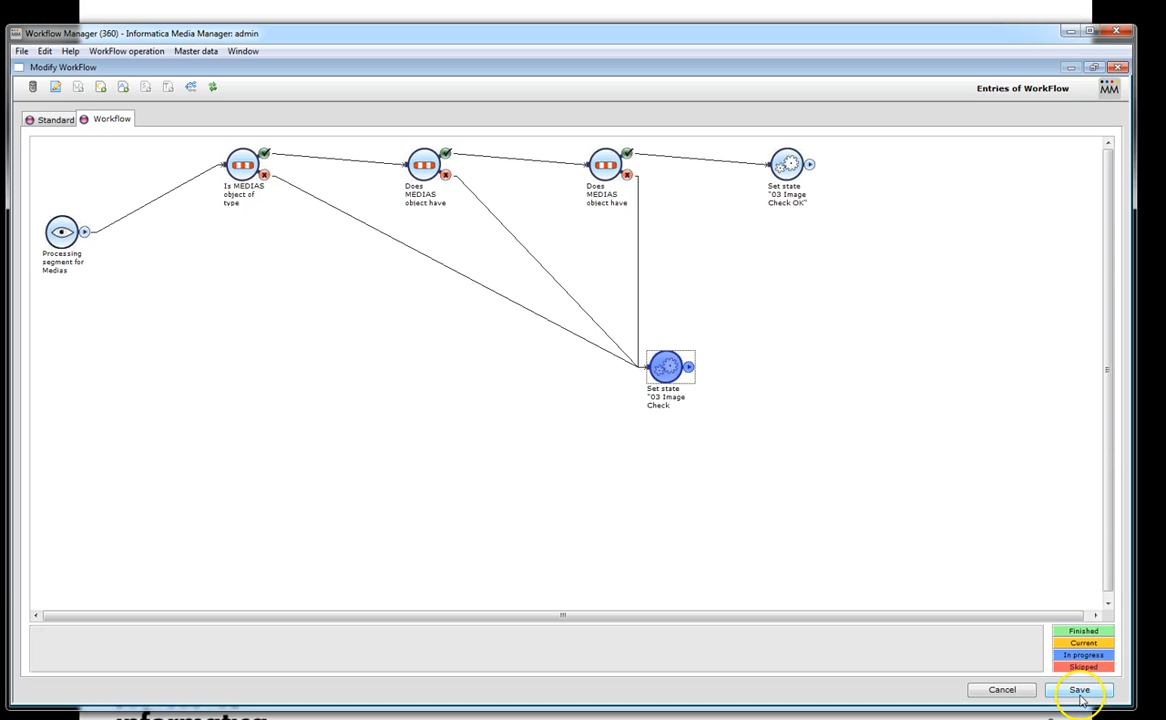 Workflow Manager (360) - Informatica Media Manager: admin
File Edit Help WorkFlow operation Master data Window
Modify WorkFlow
Entries of WorkFlow
MM
Standard Workflow
Is MEDIAS
object of
type
Does
MEDIAS
object have
Does
MEDIAS
object have
Set state
"03 Image
Check OK"
Processing
segment for
Medias
Set state
"03 Image
Check
Finished
Current
In progress
Skipped
Cancel Save
informatica